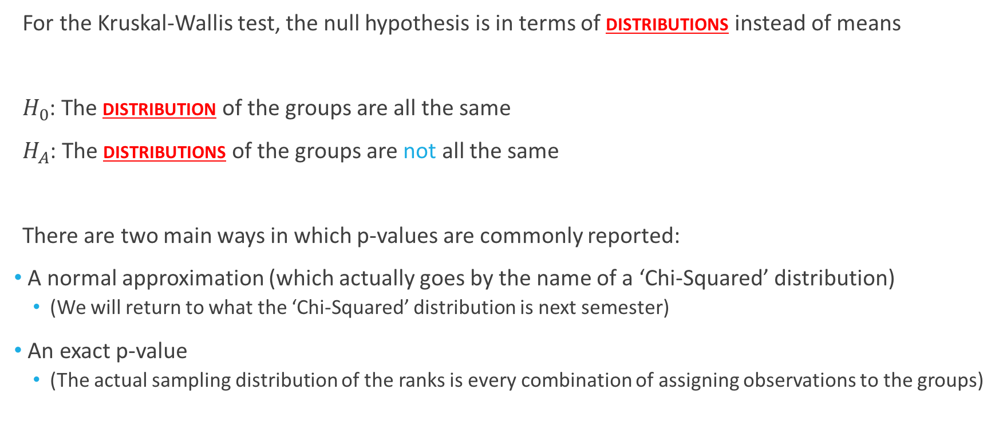 For the Kruskal-Wallis test, the null hypothesis is in terms of DISTRIBUTIONS instead of means
H₀: The DISTRIBUTION of the groups are all the same
H_A: The DISTRIBUTIONS of the groups are not all the same
There are two main ways in which p-values are commonly reported:
• A normal approximation (which actually goes by the name of a ‘Chi-Squared’ distribution)
• (We will return to what the ‘Chi-Squared’ distribution is next semester)
• An exact p-value
• (The actual sampling distribution of the ranks is every combination of assigning observations to the groups)